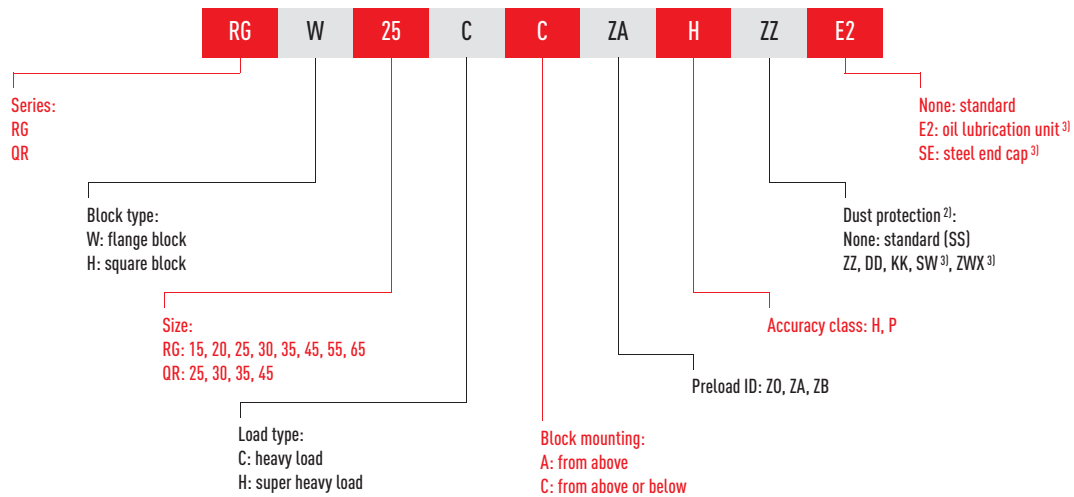 RG W 25 C C ZA H ZZ E2
Series:
RG
QR
None: standard
E2: oil lubrication unit 3)
SE: steel end cap 3)
Block type:
W: flange block
H: square block
Dust protection 2):
None: standard (SS)
ZZ, DD, KK, SW 3), ZWX 3)
Size:
RG: 15, 20, 25, 30, 35, 45, 55, 65
QR: 25, 30, 35, 45
Accuracy class: H, P
Preload ID: Z0, ZA, ZB
Load type:
C: heavy load
H: super heavy load
Block mounting:
A: from above
C: from above or below